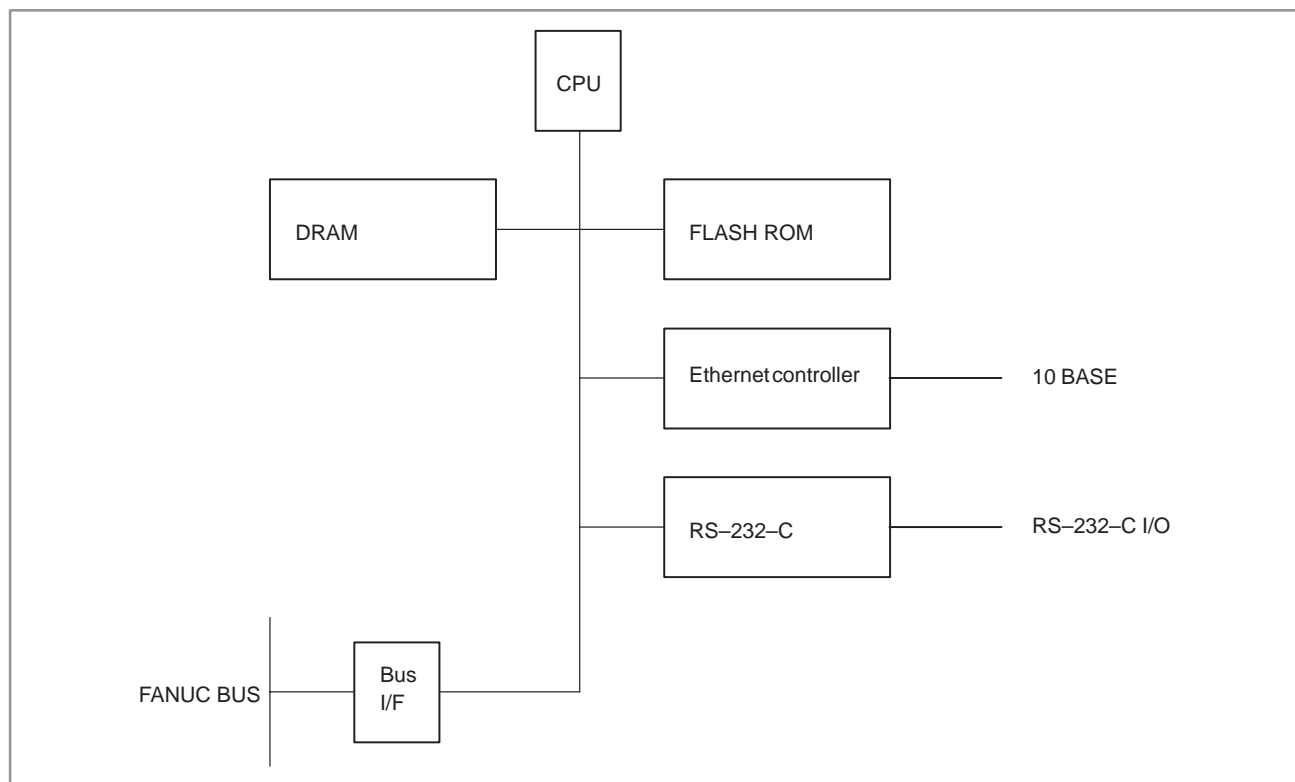 CPU
DRAM
FLASH ROM
Ethernet controller
10 BASE
RS–232–C
RS–232–C I/O
FANUC BUS
Bus
I/F